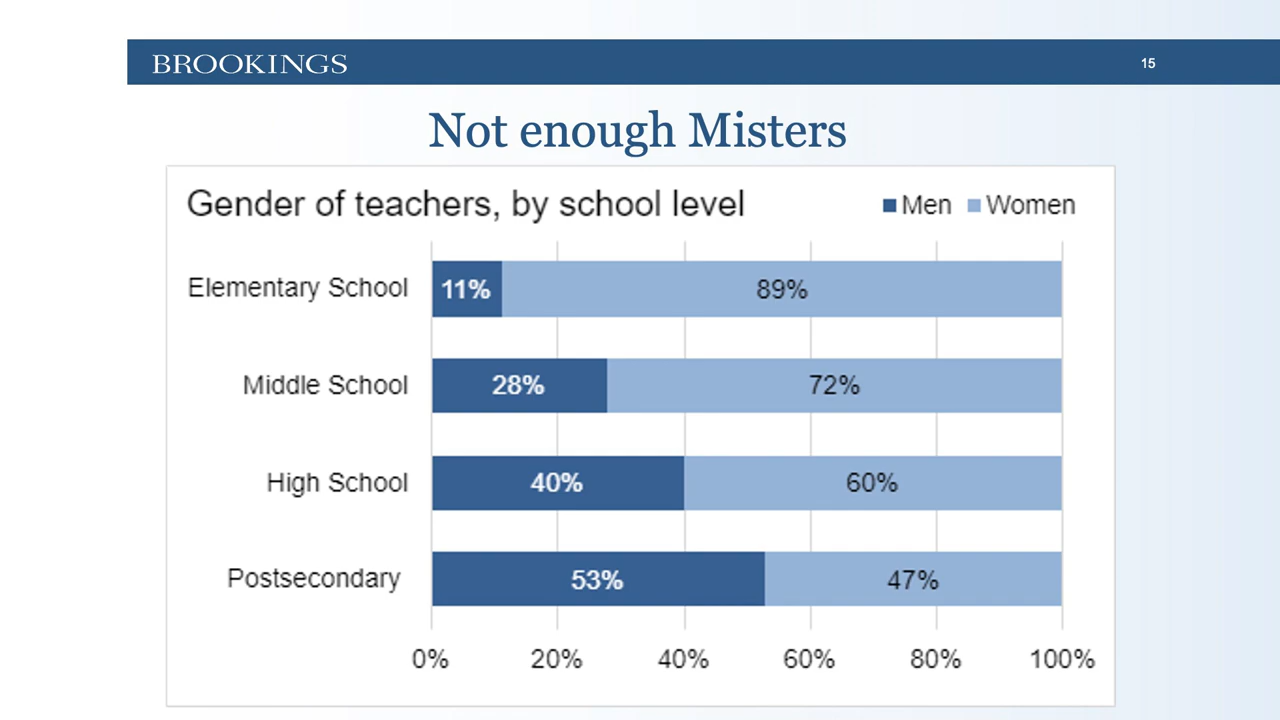 BROOKINGS
15
Not enough Misters
Gender of teachers, by school level
Men Women
Elementary School 11% 89%
Middle School 28% 72%
High School 40% 60%
Postsecondary 53% 47%
0% 20% 40% 60% 80% 100%